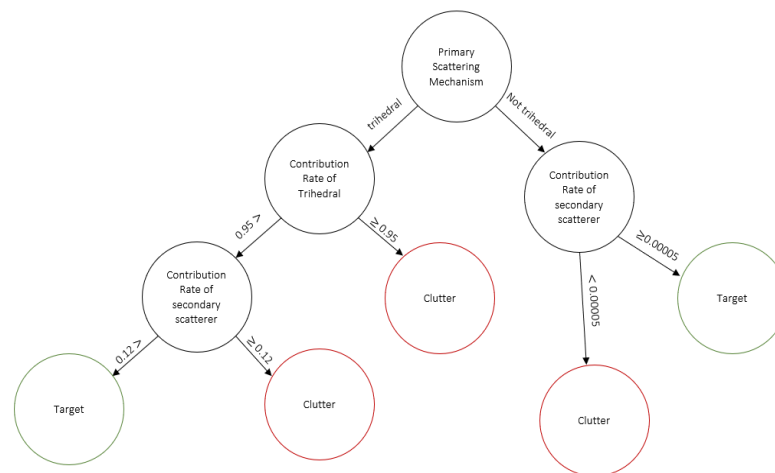 Primary
Scattering
Mechanism
trihedral
Not trihedral
Contribution
Rate of
Trihedral
Contribution
Rate of
secondary
scatterer
0.95 >
≥ 0.95
≥0.00005
< 0.00005
Contribution
Rate of
secondary
scatterer
Clutter
Target
0.12 >
≥ 0.12
Target
Clutter
Clutter